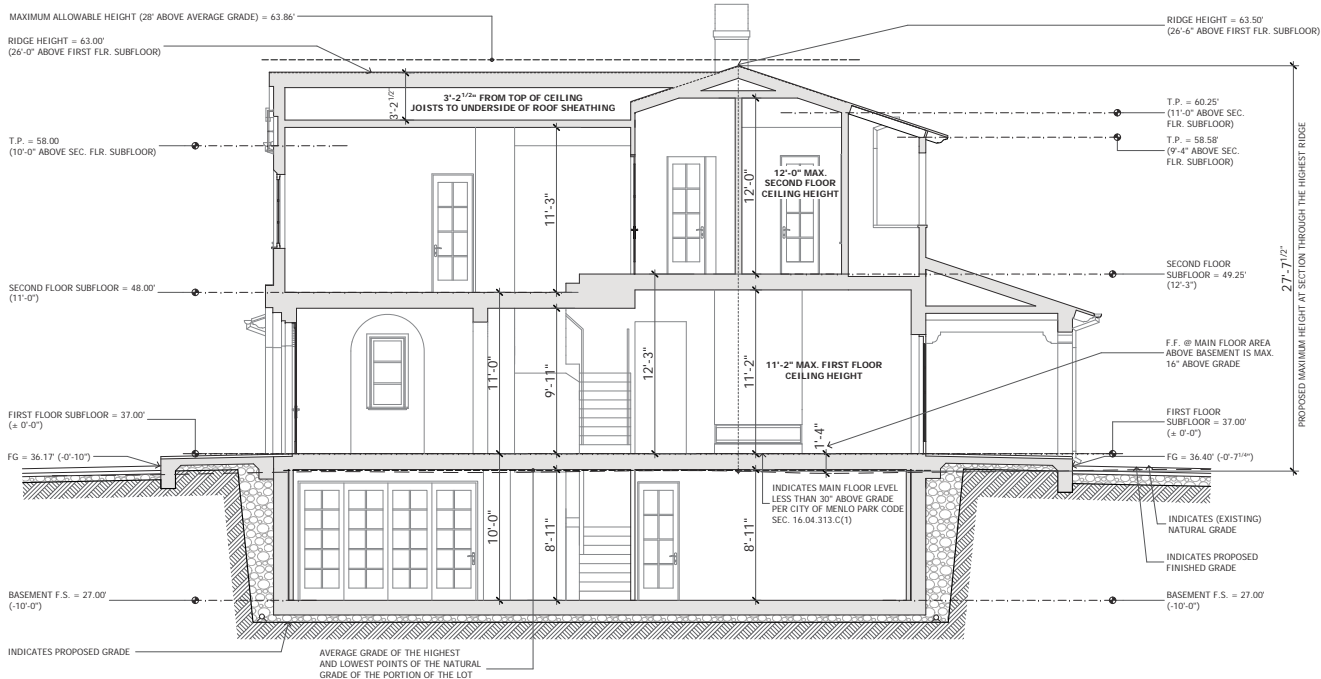 MAXIMUM ALLOWABLE HEIGHT (28' ABOVE AVERAGE GRADE) = 63.86'
RIDGE HEIGHT = 63.00'
(26'-0" ABOVE FIRST FLR. SUBFLOOR)
RIDGE HEIGHT = 63.50'
(26'-6" ABOVE FIRST FLR. SUBFLOOR)
3'-2 1/2"
3'-2 1/2" FROM TOP OF CEILING
JOISTS TO UNDERSIDE OF ROOF SHEATHING
T.P. = 60.25'
(11'-0" ABOVE SEC.
FLR. SUBFLOOR)
T.P. = 58.00
(10'-0" ABOVE SEC. FLR. SUBFLOOR)
T.P. = 58.58'
(9'-4" ABOVE SEC.
FLR. SUBFLOOR)
11'-3"
12'-0"
12'-0" MAX.
SECOND FLOOR
CEILING HEIGHT
27'-7 1/2"
PROPOSED MAXIMUM HEIGHT AT SECTION THROUGH THE HIGHEST RIDGE
SECOND FLOOR SUBFLOOR = 48.00'
(11'-0")
SECOND FLOOR
SUBFLOOR = 49.25'
(12'-3")
11'-0"
9'-11"
12'-3"
11'-2"
11'-2" MAX. FIRST FLOOR
CEILING HEIGHT
F.F. @ MAIN FLOOR AREA
ABOVE BASEMENT IS MAX.
16" ABOVE GRADE
FIRST FLOOR SUBFLOOR = 37.00'
(± 0'-0")
1'-4"
FIRST FLOOR
SUBFLOOR = 37.00'
(± 0'-0")
FG = 36.17' (-0'-10")
FG = 36.40' (-0'-7 1/4")
INDICATES MAIN FLOOR LEVEL
LESS THAN 30" ABOVE GRADE
PER CITY OF MENLO PARK CODE
SEC. 16.04.313.C(1)
10'-0"
8'-11"
8'-11"
INDICATES (EXISTING)
NATURAL GRADE
INDICATES PROPOSED
FINISHED GRADE
BASEMENT F.S. = 27.00'
(-10'-0")
BASEMENT F.S. = 27.00'
(-10'-0")
INDICATES PROPOSED GRADE
AVERAGE GRADE OF THE HIGHEST
AND LOWEST POINTS OF THE NATURAL
GRADE OF THE PORTION OF THE LOT